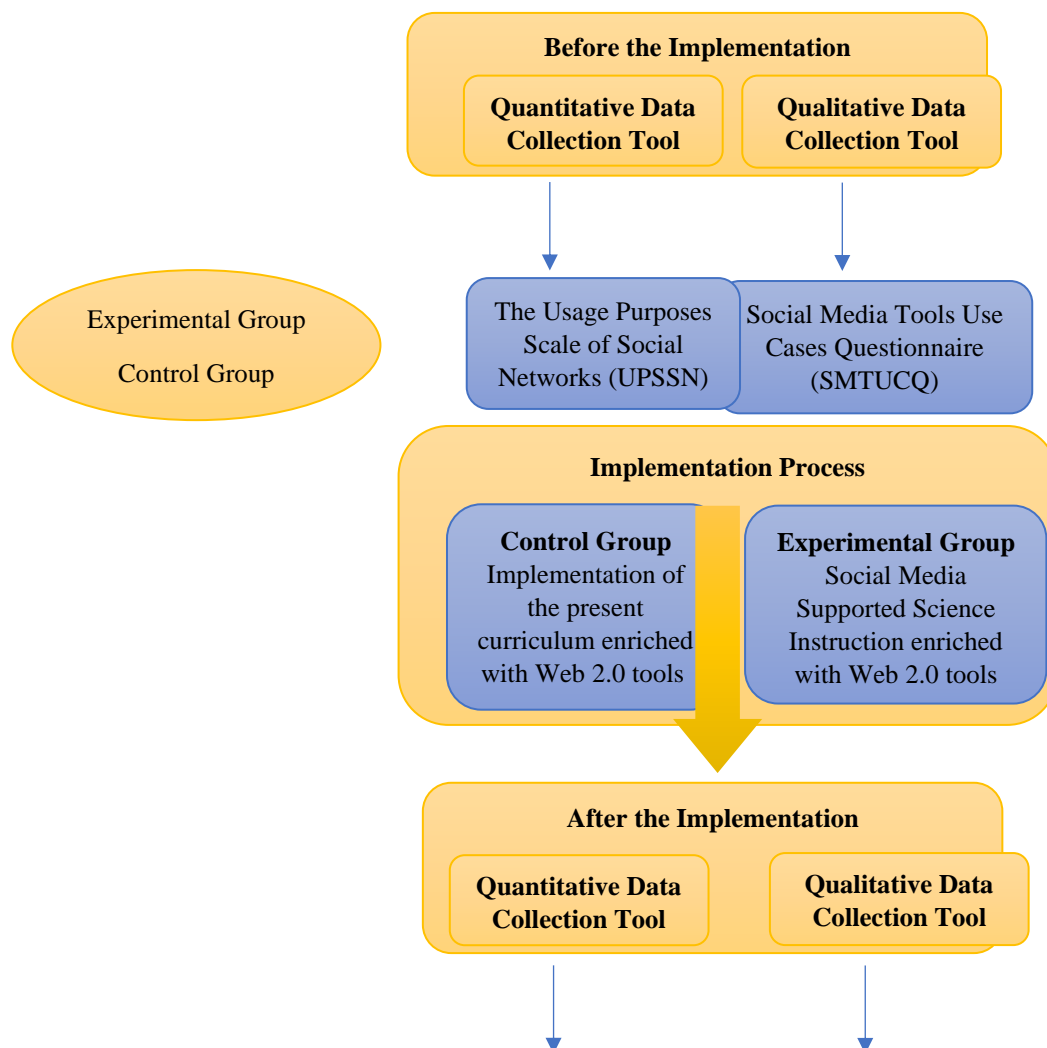 Before the Implementation
Quantitative Data
Collection Tool
Qualitative Data
Collection Tool
Experimental Group
Control Group
The Usage Purposes
Scale of Social
Networks (UPSSN)
Social Media Tools Use
Cases Questionnaire
(SMTUCQ)
Implementation Process
Control Group
Implementation of
the present
curriculum enriched
with Web 2.0 tools
Experimental Group
Social Media
Supported Science
Instruction enriched
with Web 2.0 tools
After the Implementation
Quantitative Data
Collection Tool
Qualitative Data
Collection Tool